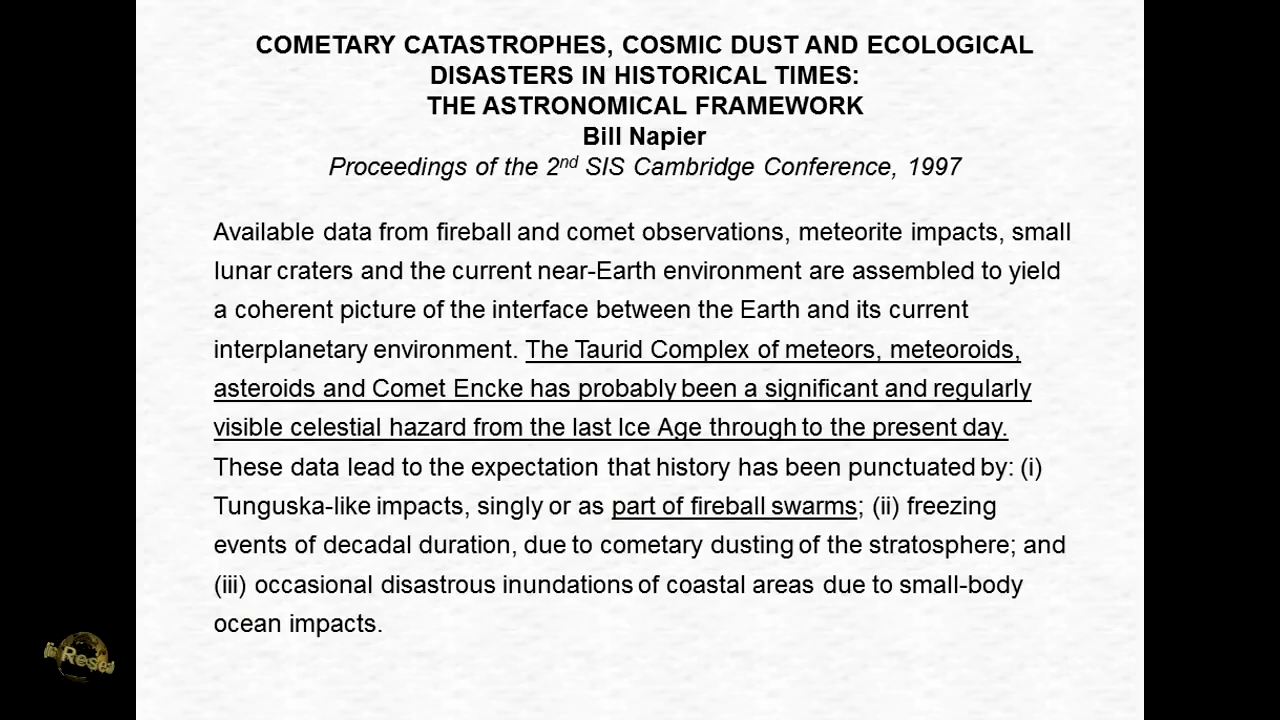 COMETARY CATASTROPHES, COSMIC DUST AND ECOLOGICAL
DISASTERS IN HISTORICAL TIMES:
THE ASTRONOMICAL FRAMEWORK
Bill Napier
Proceedings of the 2nd SIS Cambridge Conference, 1997
Available data from fireball and comet observations, meteorite impacts, small
lunar craters and the current near-Earth environment are assembled to yield
a coherent picture of the interface between the Earth and its current
interplanetary environment. The Taurid Complex of meteors, meteoroids,
asteroids and Comet Encke has probably been a significant and regularly
visible celestial hazard from the last Ice Age through to the present day.
These data lead to the expectation that history has been punctuated by: (i)
Tunguska-like impacts, singly or as part of fireball swarms; (ii) freezing
events of decadal duration, due to cometary dusting of the stratosphere; and
(iii) occasional disastrous inundations of coastal areas due to small-body
ocean impacts.